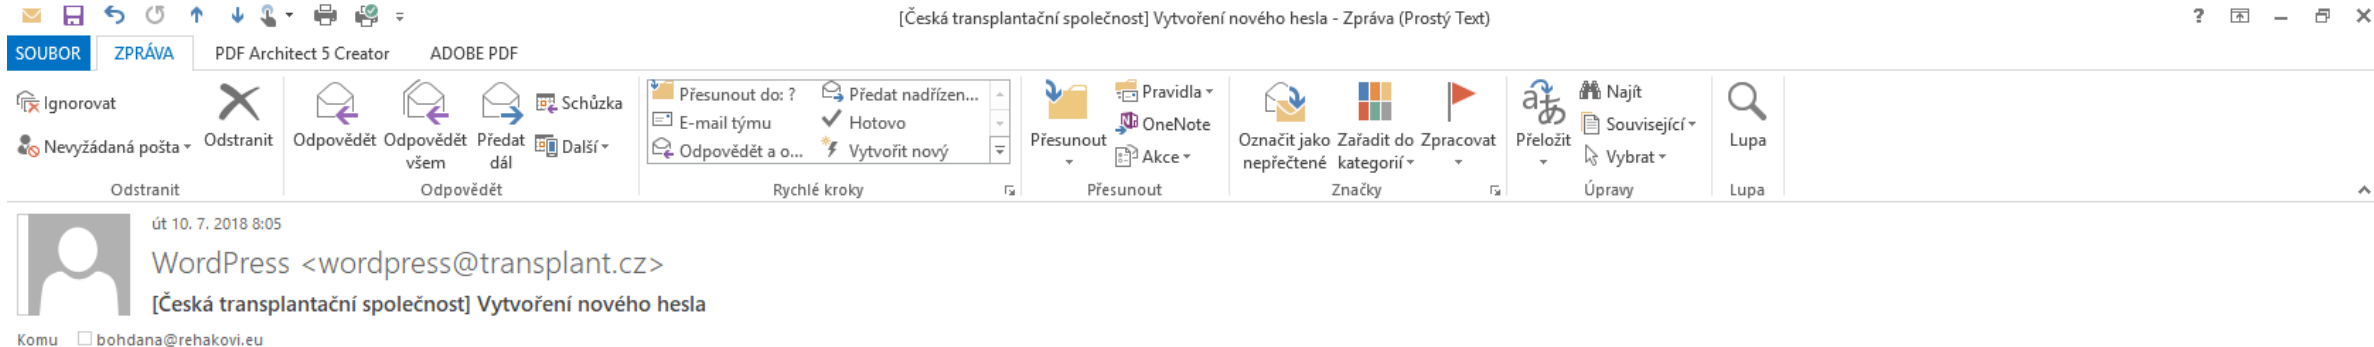 [Česká transplantační společnost] Vytvoření nového hesla - Zpráva (Prostý Text)
SOUBOR ZPRÁVA PDF Architect 5 Creator ADOBE PDF
Ignorovat
Nevyžádaná pošta
Odstranit
Odstranit
Odpovědět
Odpovědět všem
Předat dál
Schůzka
Další
Odpovědět
Přesunout do: ?
E-mail týmu
Odpovědět a o...
Předat nadřízen...
Hotovo
Vytvořit nový
Rychlé kroky
Přesunout
Pravidla
OneNote
Akce
Přesunout
Označit jako nepřečtené
Zařadit do kategorií
Zpracovat
Značky
Přeložit
Najít
Související
Vybrat
Úpravy
Lupa
Lupa
út 10. 7. 2018 8:05
WordPress <wordpress@transplant.cz>
[Česká transplantační společnost] Vytvoření nového hesla
Komu bohdana@rehakovi.eu